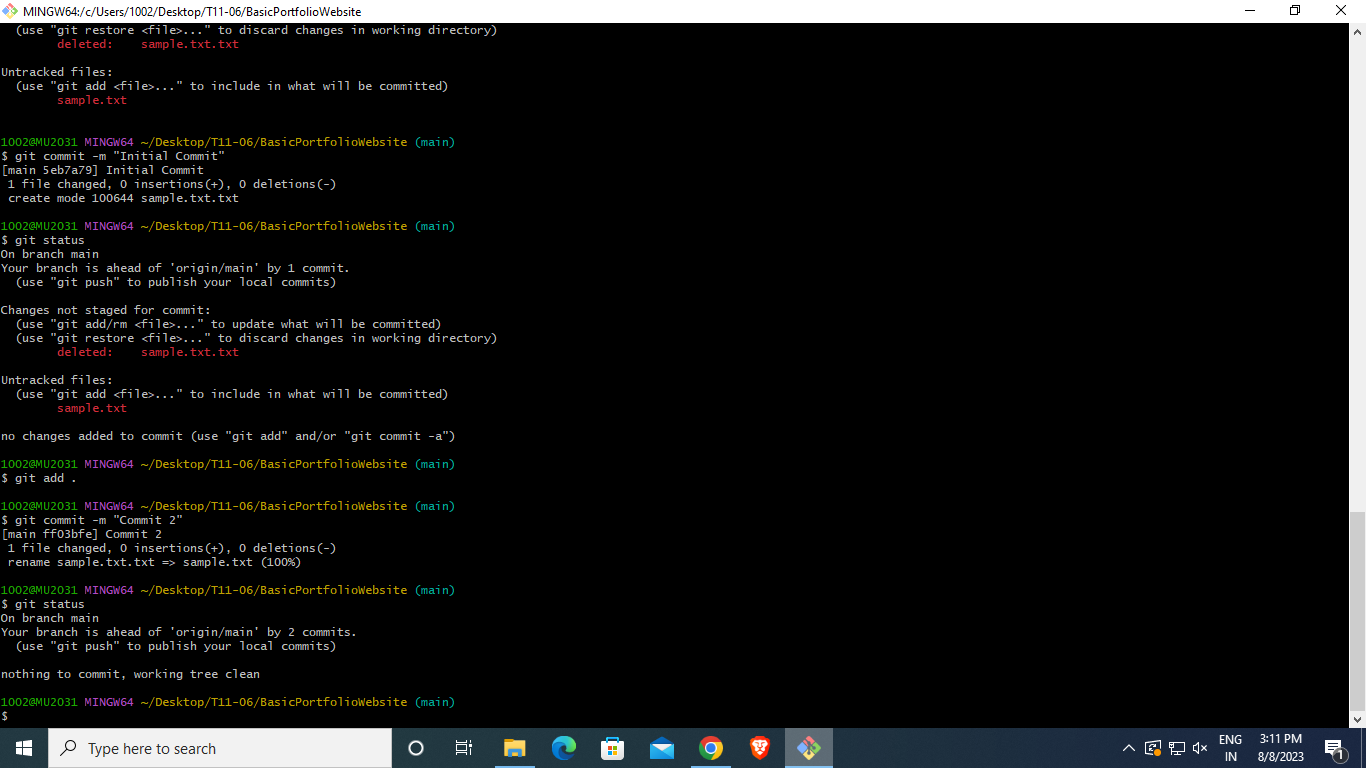 MINGW64:/c/Users/1002/Desktop/T11-06/BasicPortfolioWebsite
(use "git restore <file>..." to discard changes in working directory)
deleted:    sample.txt.txt
Untracked files:
(use "git add <file>..." to include in what will be committed)
sample.txt
1002@MU2031 MINGW64 ~/Desktop/T11-06/BasicPortfolioWebsite (main)
$ git commit -m "Initial Commit"
[main 5eb7a79] Initial Commit
1 file changed, 0 insertions(+), 0 deletions(-)
create mode 100644 sample.txt.txt
1002@MU2031 MINGW64 ~/Desktop/T11-06/BasicPortfolioWebsite (main)
$ git status
On branch main
Your branch is ahead of 'origin/main' by 1 commit.
(use "git push" to publish your local commits)
Changes not staged for commit:
(use "git add/rm <file>..." to update what will be committed)
(use "git restore <file>..." to discard changes in working directory)
deleted:    sample.txt.txt
Untracked files:
(use "git add <file>..." to include in what will be committed)
sample.txt
no changes added to commit (use "git add" and/or "git commit -a")
1002@MU2031 MINGW64 ~/Desktop/T11-06/BasicPortfolioWebsite (main)
$ git add .
1002@MU2031 MINGW64 ~/Desktop/T11-06/BasicPortfolioWebsite (main)
$ git commit -m "Commit 2"
[main ff03bfe] Commit 2
1 file changed, 0 insertions(+), 0 deletions(-)
rename sample.txt.txt => sample.txt (100%)
1002@MU2031 MINGW64 ~/Desktop/T11-06/BasicPortfolioWebsite (main)
$ git status
On branch main
Your branch is ahead of 'origin/main' by 2 commits.
(use "git push" to publish your local commits)
nothing to commit, working tree clean
1002@MU2031 MINGW64 ~/Desktop/T11-06/BasicPortfolioWebsite (main)
$
Type here to search
ENG
IN
3:11 PM
8/8/2023
1